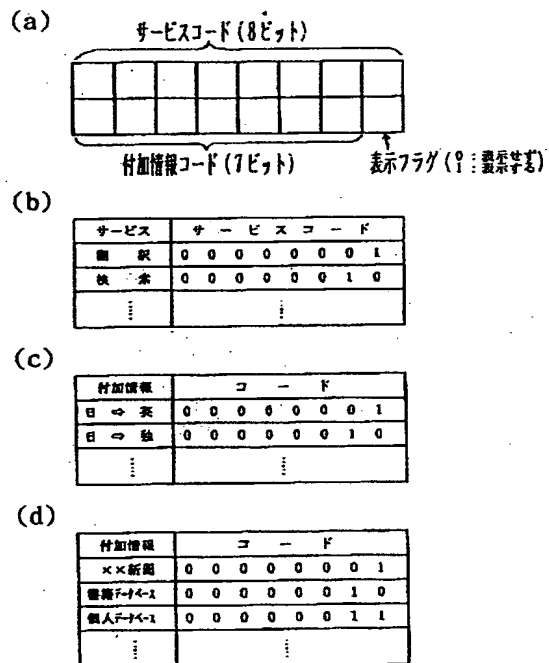 (a)
サービスコード(8ビット)
付加情報コード(7ビット)
表示フラグ(0:表示せず 1:表示する)
(b)
サービス サービスコード
翻訳 0 0 0 0 0 0 0 1
検索 0 0 0 0 0 0 1 0
(c)
付加情報 コード
日 ⇨ 英 0 0 0 0 0 0 0 1
日 ⇨ 独 0 0 0 0 0 0 1 0
(d)
付加情報 コード
××新聞 0 0 0 0 0 0 0 1
書籍データベース 0 0 0 0 0 0 1 0
個人データベース 0 0 0 0 0 0 1 1